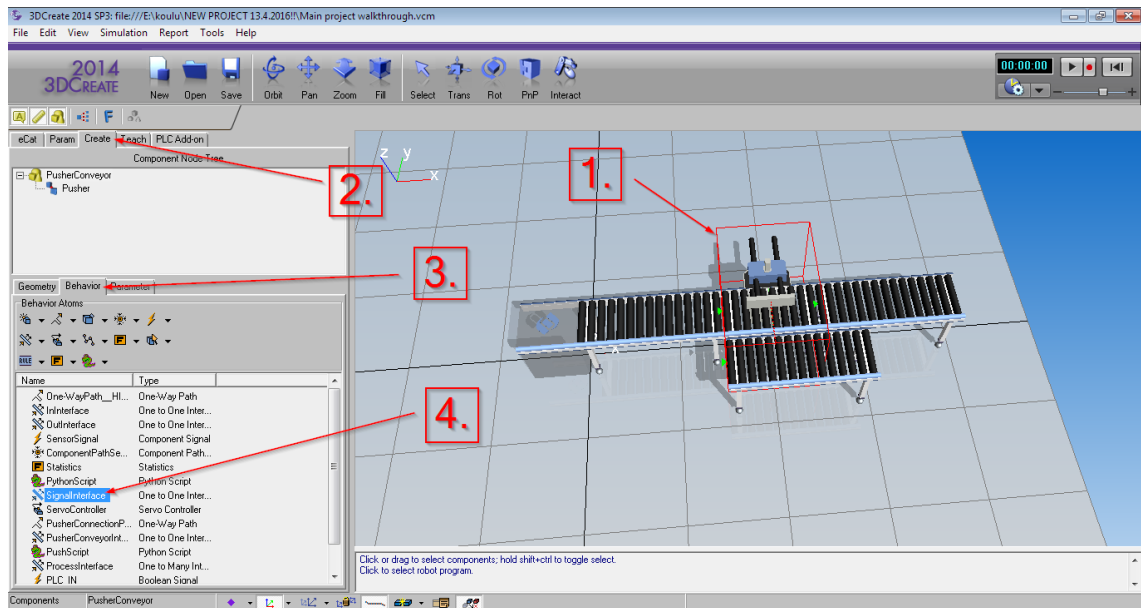 3DCreate 2014 SP3: file:///E:\koulu\NEW PROJECT 13.4.2016!!\Main project walkthrough.vcm
File Edit View Simulation Report Tools Help
2014
3DCREATE
New Open Save Orbit Pan Zoom Fill Select Trans Rot PnP Interact
00:00:00
eCat Param Create Teach PLC Add-on
Component Node Tree
PusherConveyor
Pusher
1.
2.
3.
4.
z y
x
Geometry Behavior Parameter
Behavior Atoms
Name Type
One-WayPath__HI... One-Way Path
InInterface One to One Inter...
OutInterface One to One Inter...
SensorSignal Component Signal
ComponentPathSe... Component Path...
Statistics Statistics
PythonScript Python Script
SignalInterface One to One Inter...
ServoController Servo Controller
PusherConnectionP... One-Way Path
PusherConveyorInt... One to One Inter...
PushScript Python Script
ProcessInterface One to Many Int...
PLC IN Boolean Signal
Click or drag to select components; hold shift+ctrl to toggle select.
Click to select robot program.
Components PusherConveyor